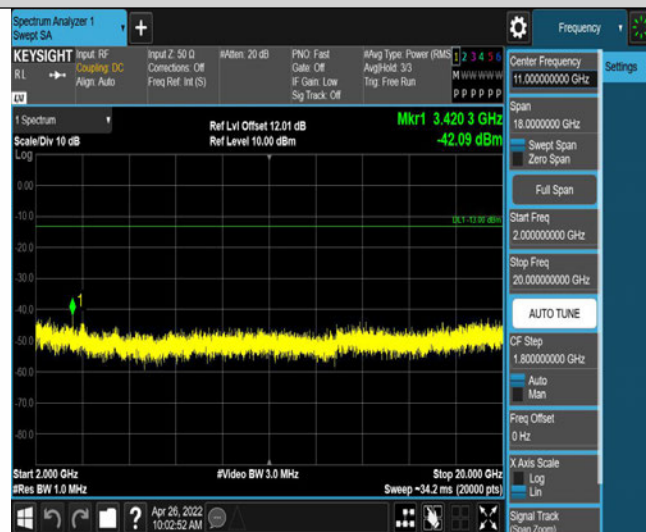 Spectrum Analyzer 1
Swept SA
+
Frequency
KEYSIGHT
RL
Input: RF
Coupling: DC
Align: Auto
Input Z: 50 Ω
Corrections: Off
Freq Ref: Int (S)
#Atten: 20 dB
PNO: Fast
Gate: Off
IF Gain: Low
Sig Track: Off
#Avg Type: Power (RMS
Avg|Hold: 3/3
Trig: Free Run
1 2 3 4 5 6
M W W W W W
P P P P P P
LXI
1 Spectrum
Scale/Div 10 dB
Log
Ref Lvl Offset 12.01 dB
Ref Level 10.00 dBm
Mkr1 3.420 3 GHz
-42.09 dBm
0.00
-10.0
-20.0
-30.0
-40.0
-50.0
-60.0
-70.0
-80.0
DL1 -13.00 dBm
1
Start 2.000 GHz
#Res BW 1.0 MHz
#Video BW 3.0 MHz
Stop 20.000 GHz
Sweep ~34.2 ms (20000 pts)
Apr 26, 2022
10:02:52 AM
?
Center Frequency
11.000000000 GHz
Span
18.0000000 GHz
Swept Span
Zero Span
Full Span
Start Freq
2.000000000 GHz
Stop Freq
20.000000000 GHz
AUTO TUNE
CF Step
1.800000000 GHz
Auto
Man
Freq Offset
0 Hz
X Axis Scale
Log
Lin
Signal Track
(Span Zoom)
Settings